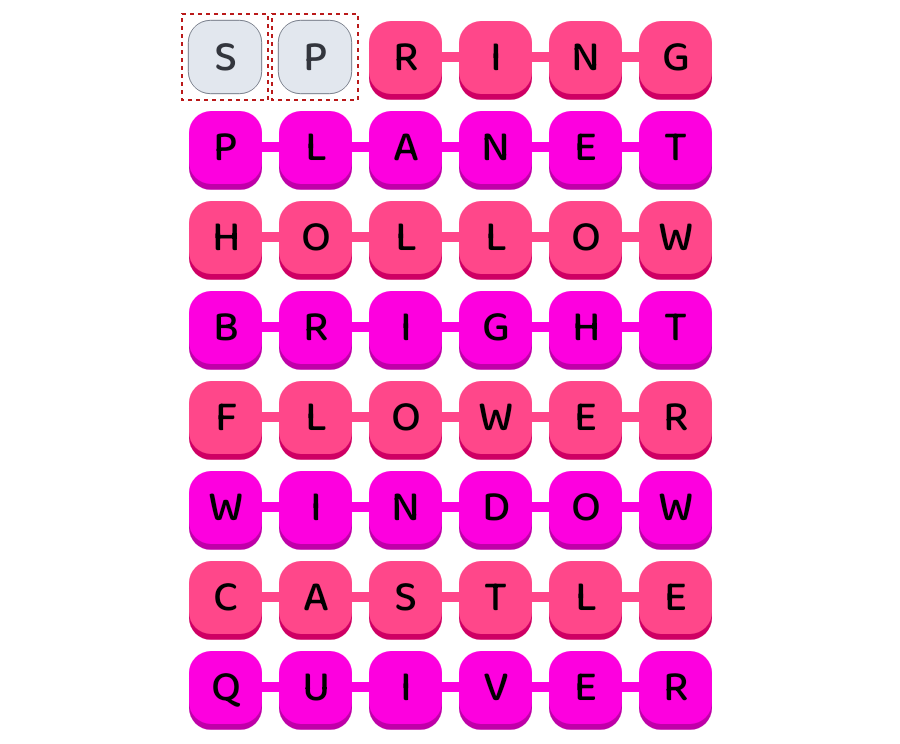 SPRING
PLANET
HOLLOW
BRIGHT
FLOWER
WINDOW
CASTLE
QUIVER